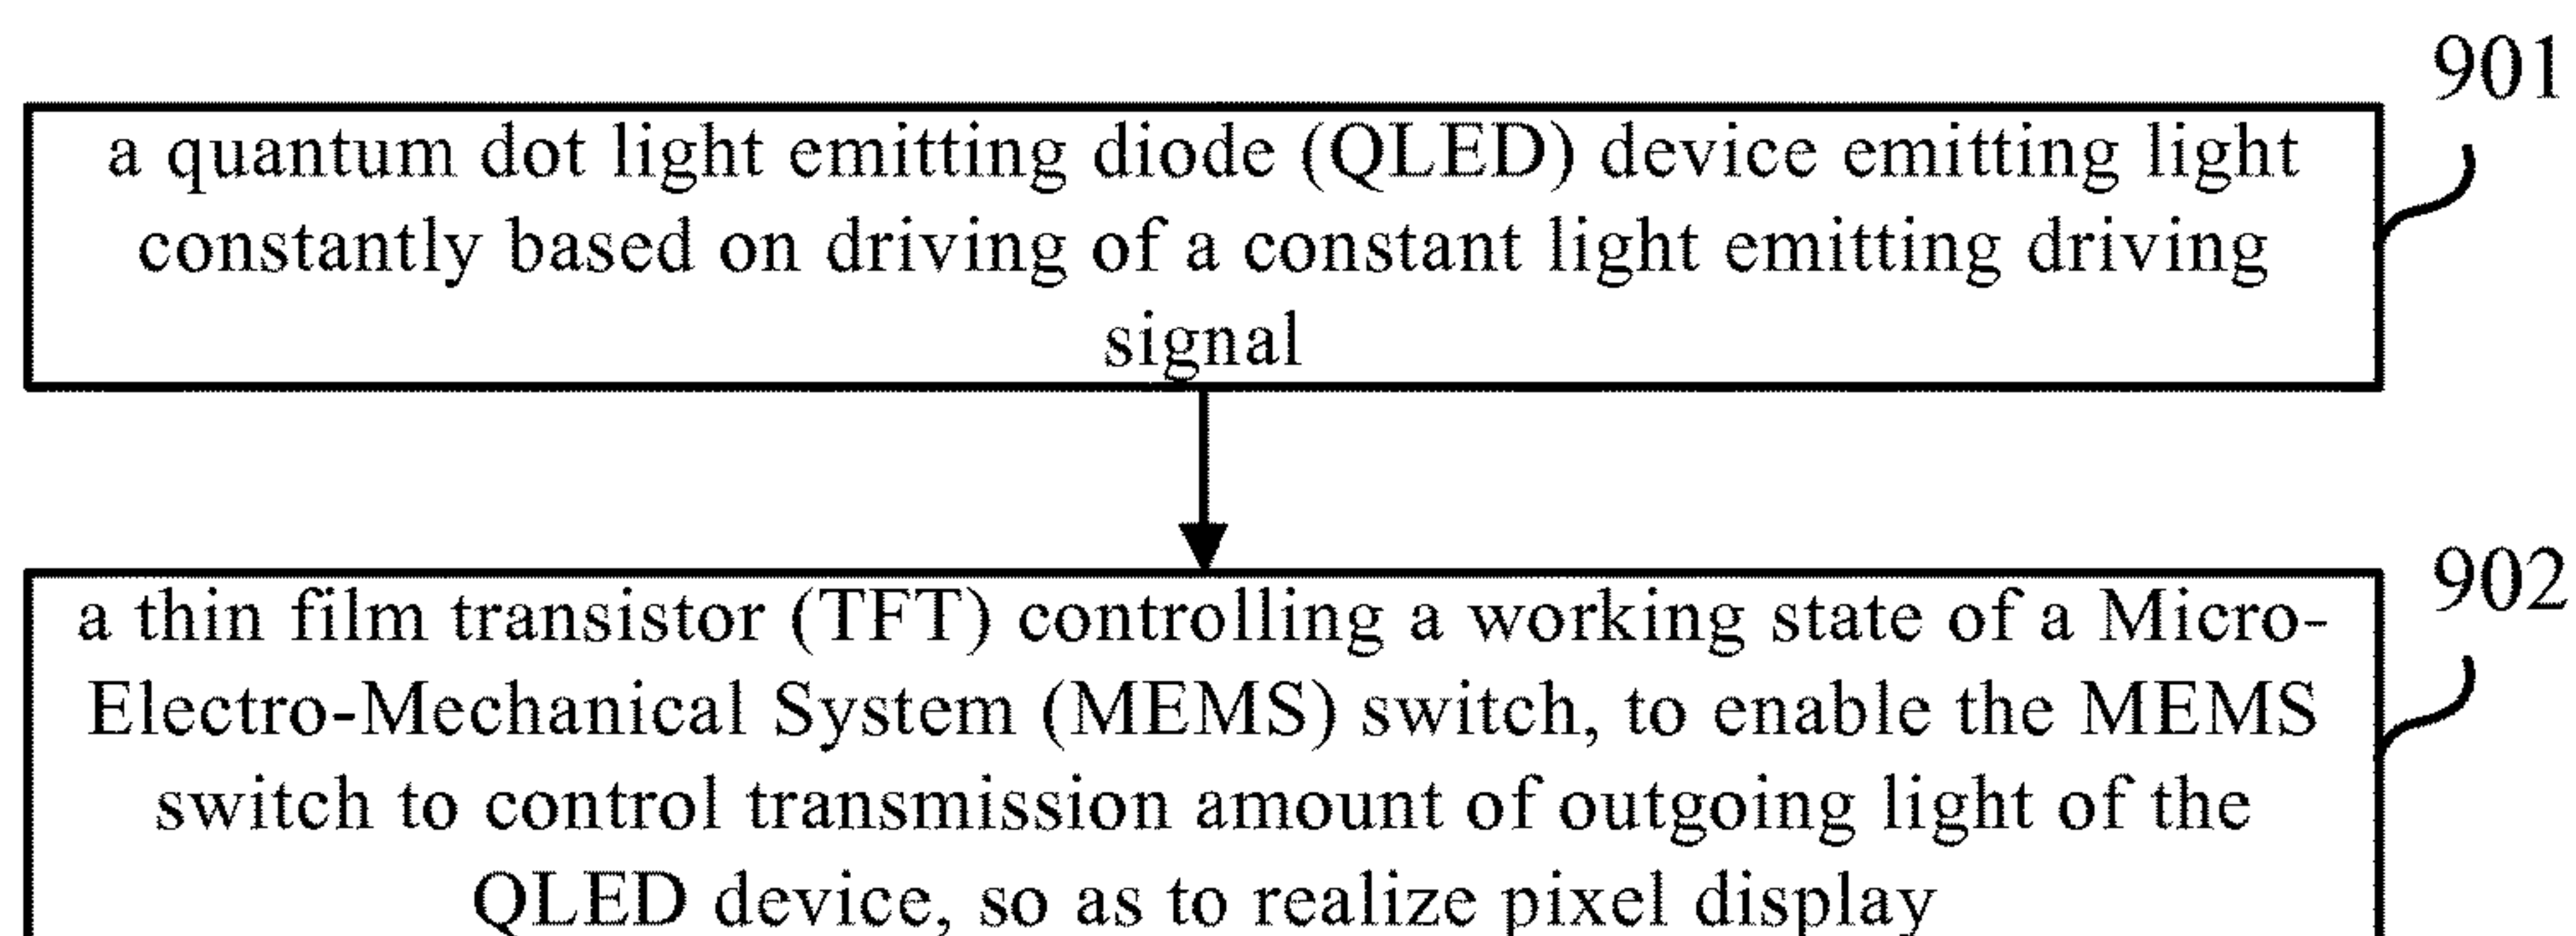 901
a quantum dot light emitting diode (QLED) device emitting light
constantly based on driving of a constant light emitting driving
signal
902
a thin film transistor (TFT) controlling a working state of a Micro-
Electro-Mechanical System (MEMS) switch, to enable the MEMS
switch to control transmission amount of outgoing light of the
QLED device, so as to realize pixel display